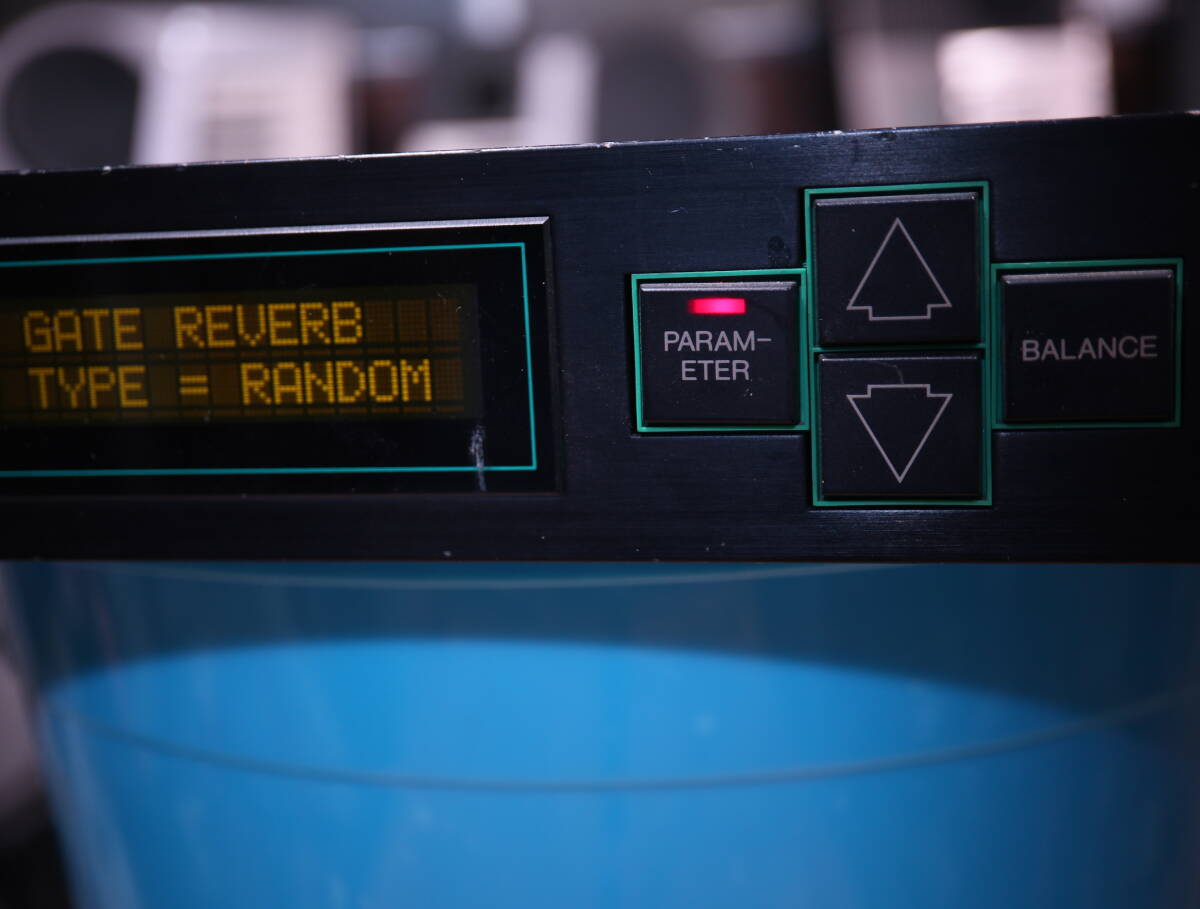 GATE REVERB
TYPE = RANDOM
PARAM-
ETER
BALANCE